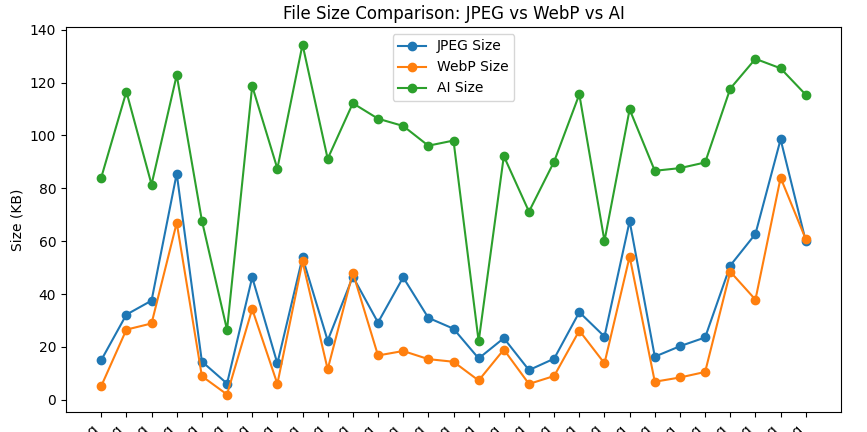 File Size Comparison: JPEG vs WebP vs AI
JPEG Size
WebP Size
AI Size
Size (KB)
140
120
100
80
60
40
20
0